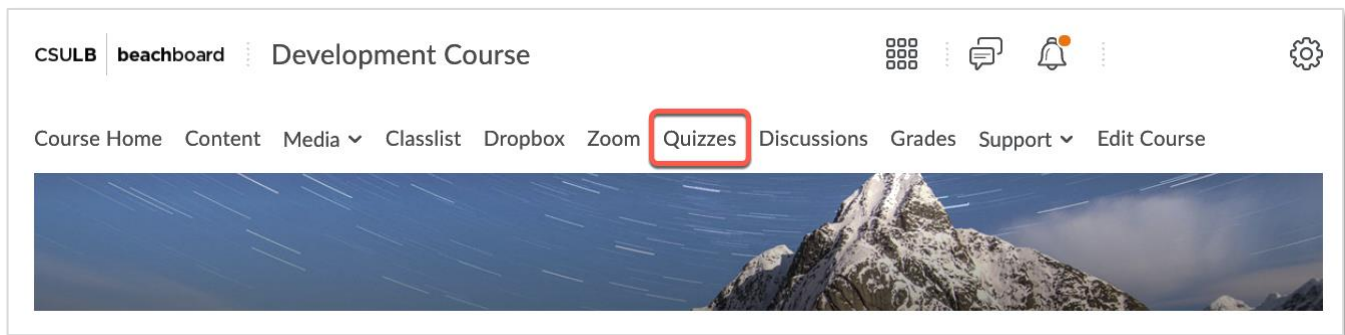 CSULB beachboard Development Course
Course Home Content Media Classlist Dropbox Zoom Quizzes Discussions Grades Support Edit Course